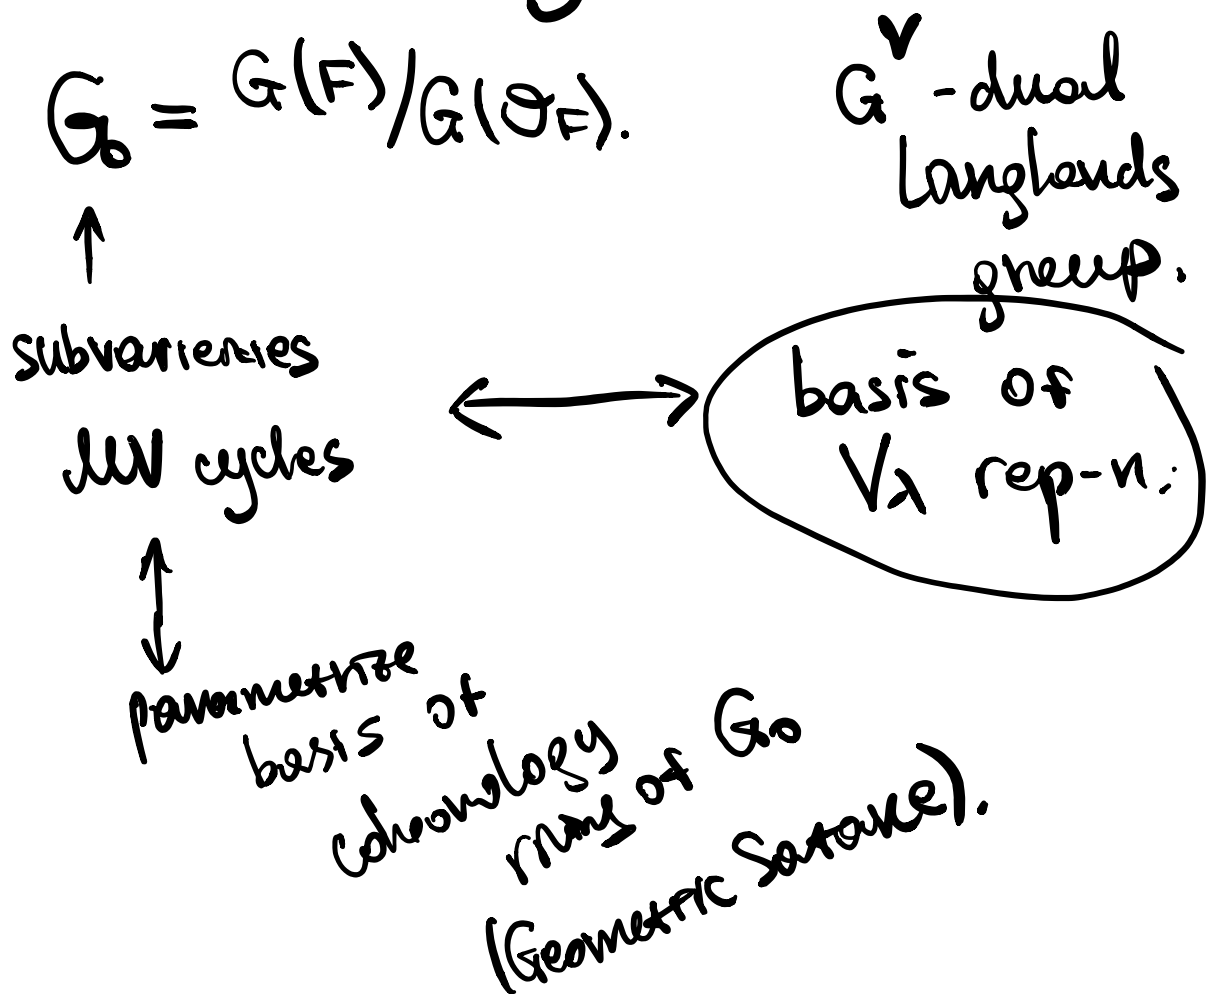 G₀ = G(F)/G(𝒪_F).
G^∨ - dual
Langlands
group.
subvarieties
MV cycles
basis of
V_λ rep-n.
parametrize
basis of
cohomology
ring of G₀
(Geometric Satake).